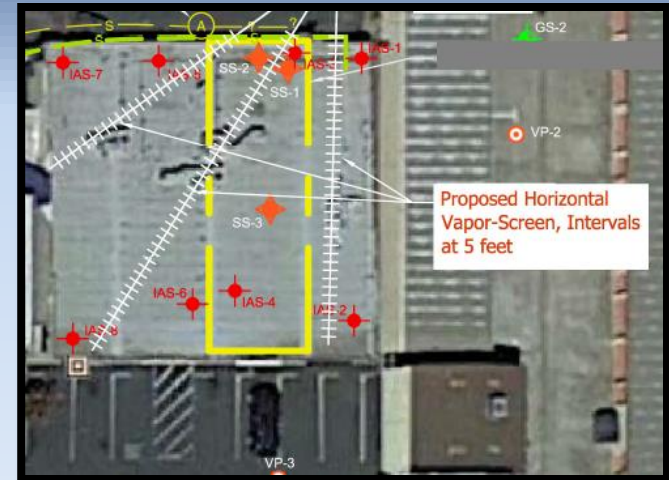 S
A
?
?
S
S
GS-2
IAS-7
IAS-1
SS-2
SS-1
VP-2
Proposed Horizontal
Vapor-Screen, Intervals
at 5 feet
SS-3
IAS-6
IAS-4
IAS-2
IAS-8
VP-3